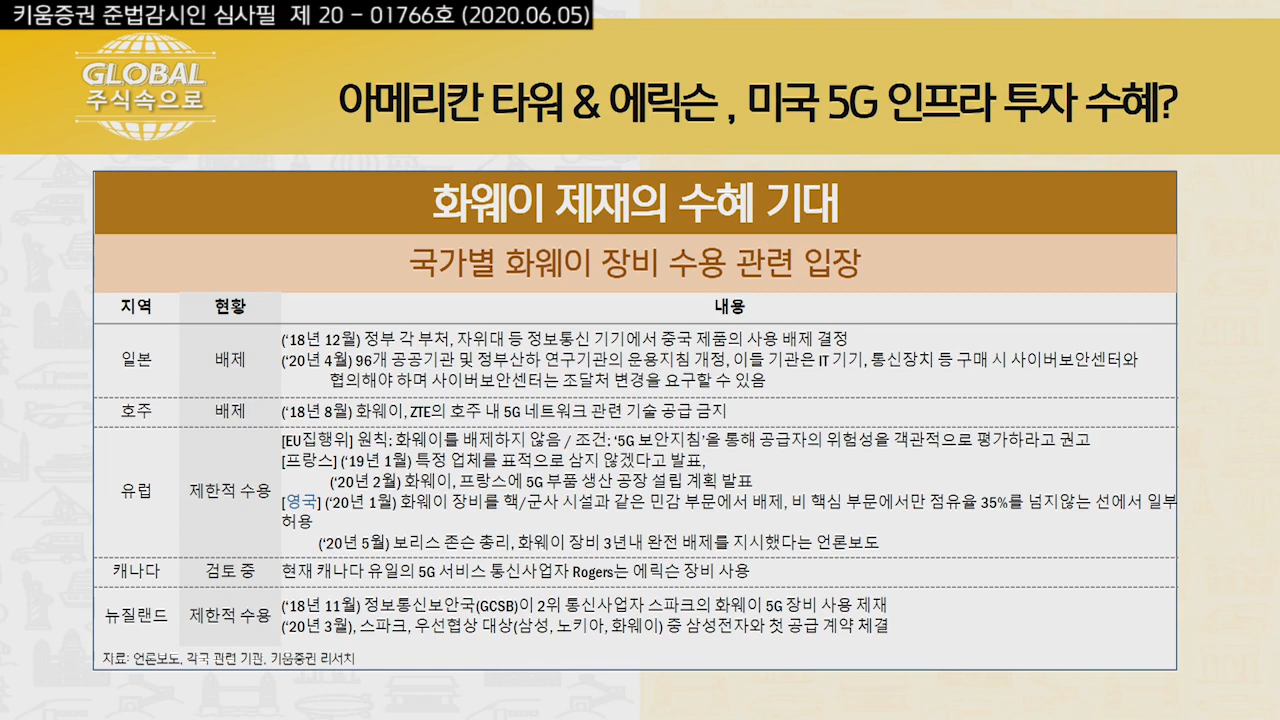 키움증권 준법감시인 심사필 제 20 - 01766호 (2020.06.05)
GLOBAL
주식속으로
아메리칸 타워 & 에릭슨 , 미국 5G 인프라 투자 수혜?
화웨이 제재의 수혜 기대
국가별 화웨이 장비 수용 관련 입장
지역 현황 내용
일본 배제 (‘18년 12월) 정부 각 부처, 자위대 등 정보통신 기기에서 중국 제품의 사용 배제 결정
(‘20년 4월) 96개 공공기관 및 정부산하 연구기관의 운용지침 개정, 이들 기관은 IT 기기, 통신장치 등 구매 시 사이버보안센터와
협의해야 하며 사이버보안센터는 조달처 변경을 요구할 수 있음
호주 배제 (‘18년 8월) 화웨이, ZTE의 호주 내 5G 네트워크 관련 기술 공급 금지
유럽 제한적 수용 [EU집행위] 원칙: 화웨이를 배제하지 않음 / 조건: ‘5G 보안지침’을 통해 공급자의 위험성을 객관적으로 평가하라고 권고
[프랑스] (‘19년 1월) 특정 업체를 표적으로 삼지 않겠다고 발표,
(‘20년 2월) 화웨이, 프랑스에 5G 부품 생산 공장 설립 계획 발표
[영국] (‘20년 1월) 화웨이 장비를 핵/군사 시설과 같은 민감 부문에서 배제, 비 핵심 부문에서만 점유율 35%를 넘지않는 선에서 일부
허용
(‘20년 5월) 보리스 존슨 총리, 화웨이 장비 3년내 완전 배제를 지시했다는 언론보도
캐나다 검토 중 현재 캐나다 유일의 5G 서비스 통신사업자 Rogers는 에릭슨 장비 사용
뉴질랜드 제한적 수용 (‘18년 11월) 정보통신보안국(GCSB)이 2위 통신사업자 스파크의 화웨이 5G 장비 사용 제재
(‘20년 3월), 스파크, 우선협상 대상(삼성, 노키아, 화웨이) 중 삼성전자와 첫 공급 계약 체결
자료: 언론보도, 각국 관련 기관, 키움증권 리서치